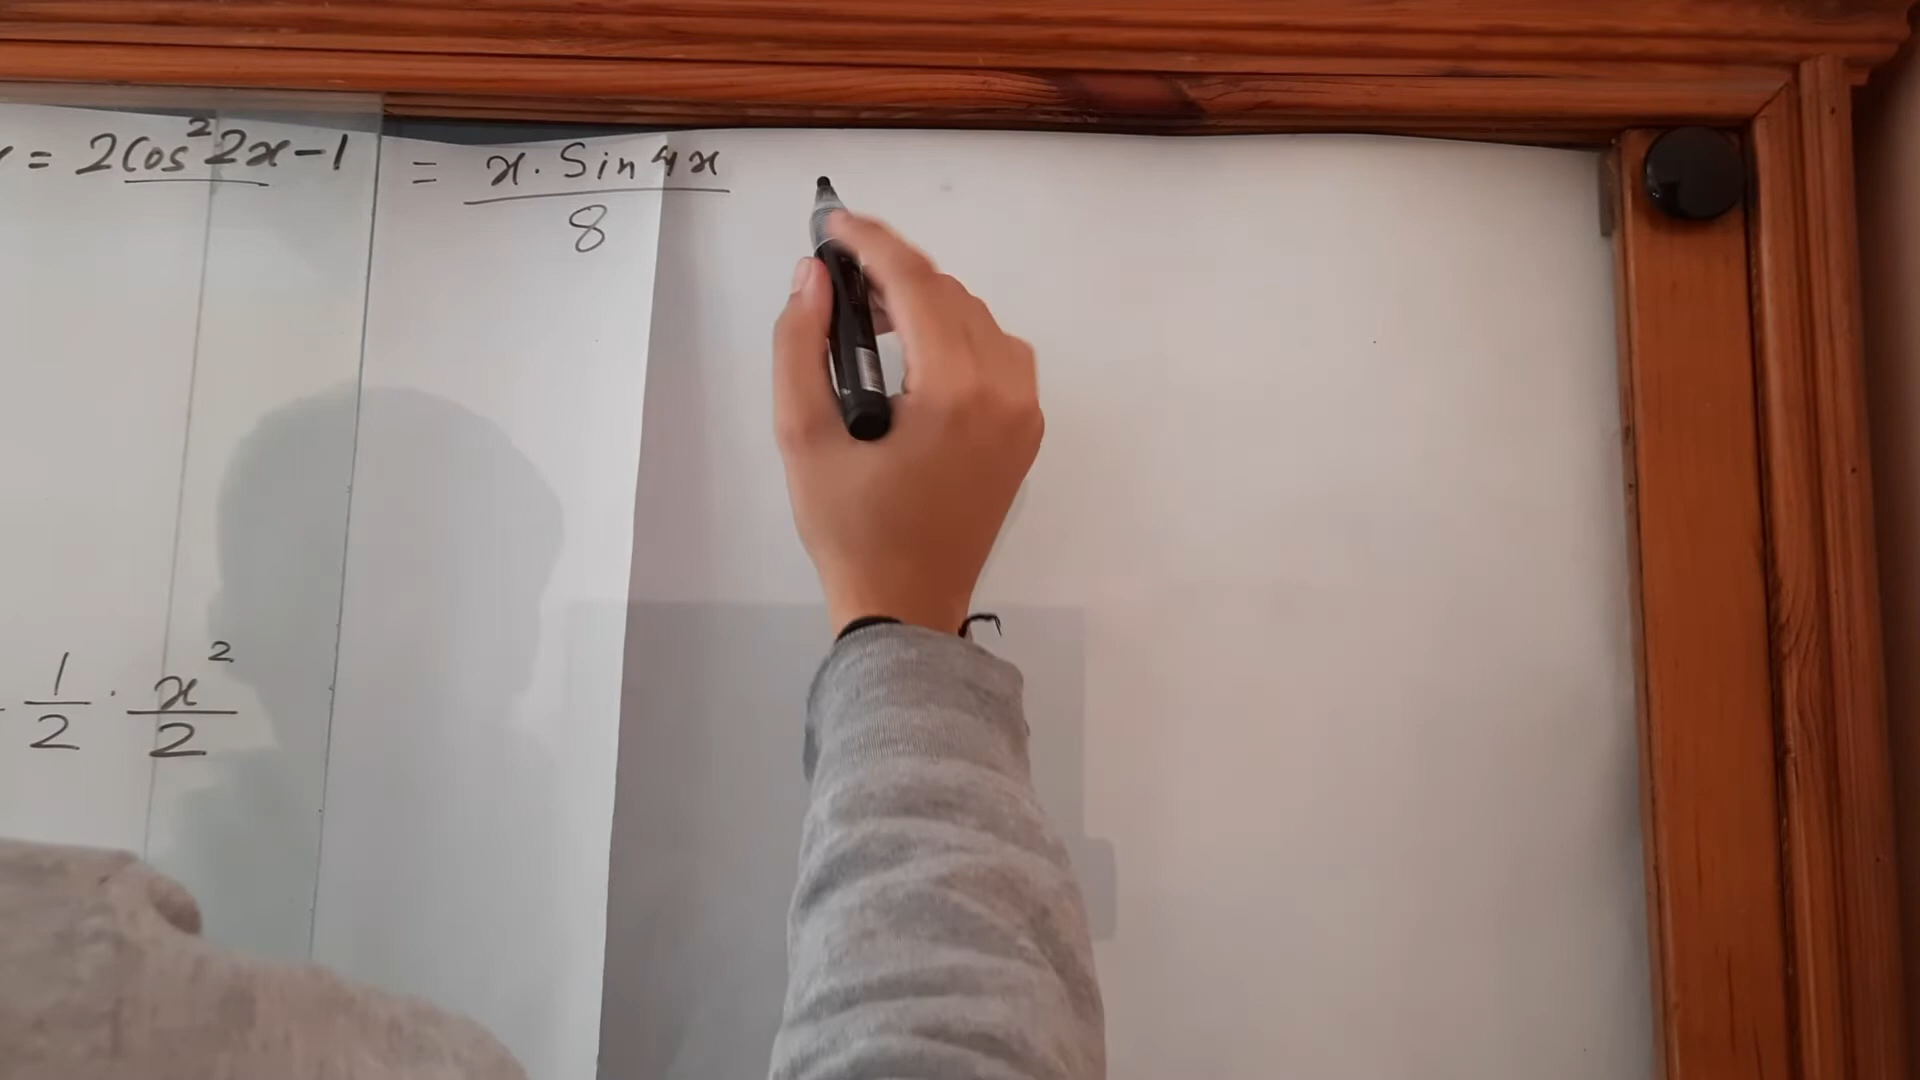 = 2Cos²2x-1 = x. Sin4x / 8
1/2 . x²/2